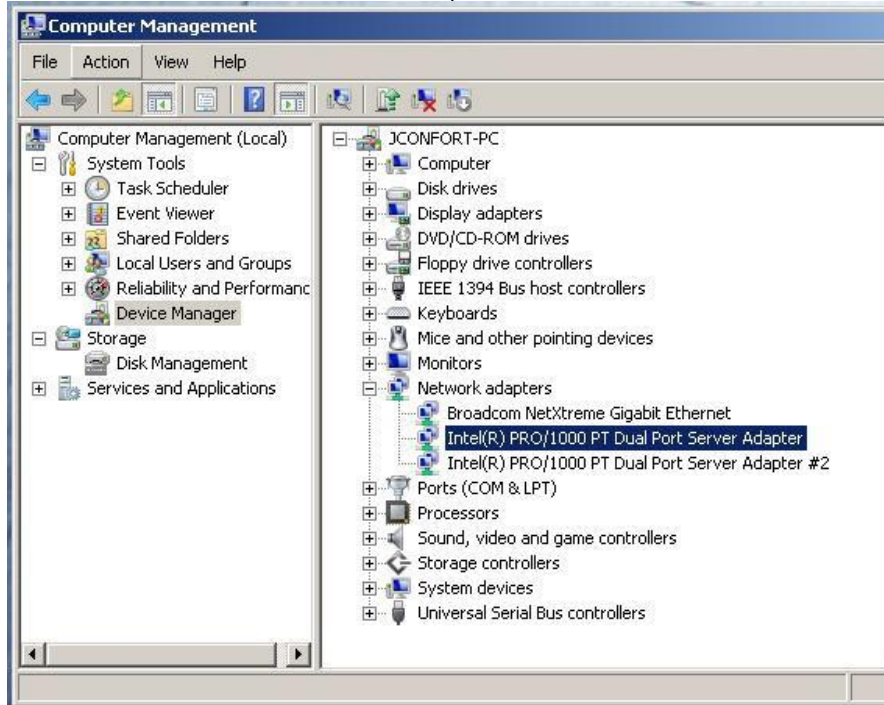 Computer Management
File Action View Help
Computer Management (Local)
System Tools
Task Scheduler
Event Viewer
Shared Folders
Local Users and Groups
Reliability and Performanc
Device Manager
Storage
Disk Management
Services and Applications
JCONFORT-PC
Computer
Disk drives
Display adapters
DVD/CD-ROM drives
Floppy drive controllers
IEEE 1394 Bus host controllers
Keyboards
Mice and other pointing devices
Monitors
Network adapters
Broadcom NetXtreme Gigabit Ethernet
Intel(R) PRO/1000 PT Dual Port Server Adapter
Intel(R) PRO/1000 PT Dual Port Server Adapter #2
Ports (COM & LPT)
Processors
Sound, video and game controllers
Storage controllers
System devices
Universal Serial Bus controllers